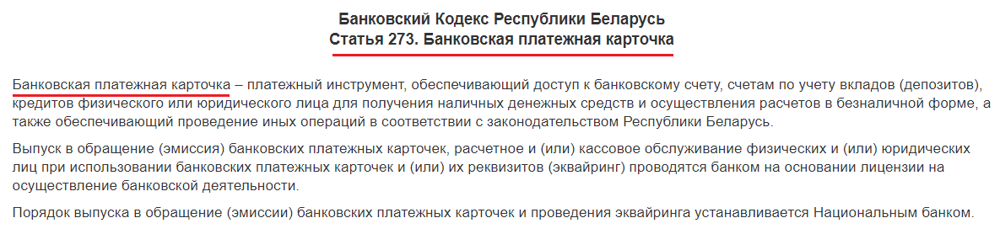 Банковский Кодекс Республики Беларусь
Статья 273. Банковская платежная карточка
Банковская платежная карточка – платежный инструмент, обеспечивающий доступ к банковскому счету, счетам по учету вкладов (депозитов),
кредитов физического или юридического лица для получения наличных денежных средств и осуществления расчетов в безналичной форме, а
также обеспечивающий проведение иных операций в соответствии с законодательством Республики Беларусь.
Выпуск в обращение (эмиссия) банковских платежных карточек, расчетное и (или) кассовое обслуживание физических и (или) юридических
лиц при использовании банковских платежных карточек и (или) их реквизитов (эквайринг) проводятся банком на основании лицензии на
осуществление банковской деятельности.
Порядок выпуска в обращение (эмиссии) банковских платежных карточек и проведения эквайринга устанавливается Национальным банком.